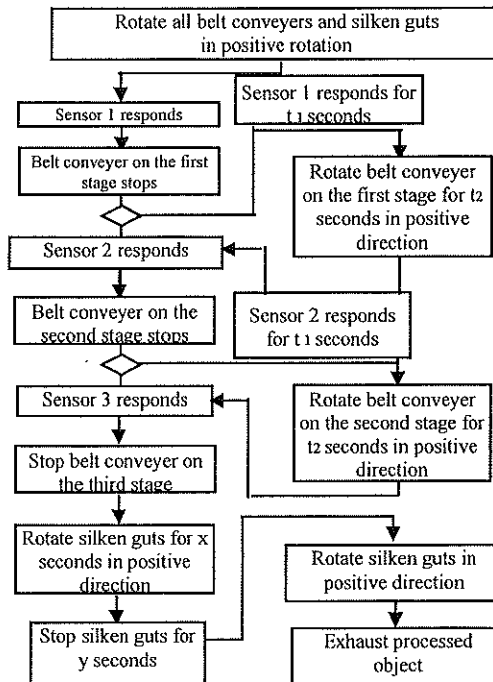 Rotate all belt conveyers and silken guts
in positive rotation
Sensor 1 responds for
t1 seconds
Sensor 1 responds
Belt conveyer on the first
stage stops
Rotate belt conveyer
on the first stage for t2
seconds in positive
direction
Sensor 2 responds
Belt conveyer on the
second stage stops
Sensor 2 responds
for t1 seconds
Sensor 3 responds
Rotate belt conveyer
on the second stage for
t2 seconds in positive
direction
Stop belt conveyer on
the third stage
Rotate silken guts for x
seconds in positive
direction
Rotate silken guts in
positive direction
Stop silken guts for
y seconds
Exhaust processed
object